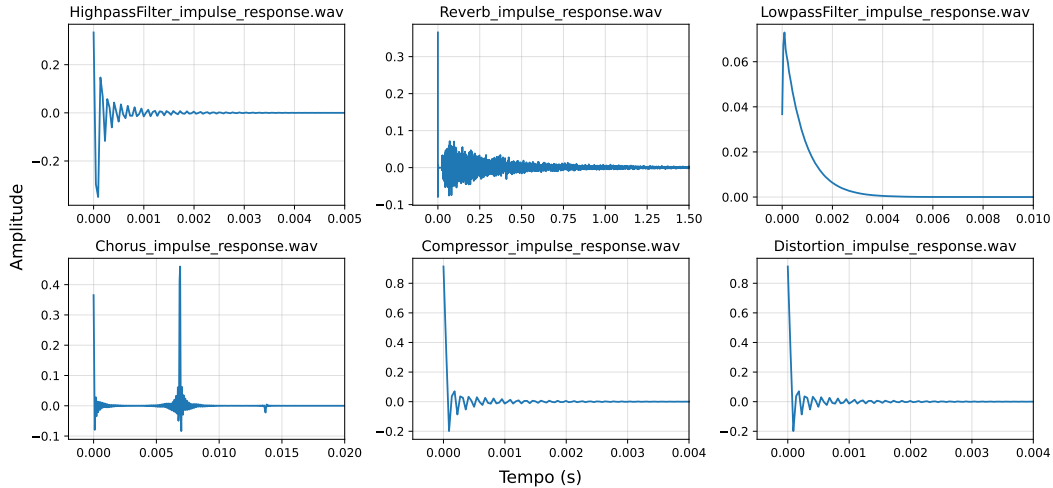 HighpassFilter_impulse_response.wav
0.2
0.0
−0.2
0.000 0.001 0.002 0.003 0.004 0.005
Reverb_impulse_response.wav
0.3
0.2
0.1
0.0
−0.1
0.00 0.25 0.50 0.75 1.00 1.25 1.50
LowpassFilter_impulse_response.wav
0.06
0.04
0.02
0.00
0.000 0.002 0.004 0.006 0.008 0.010
Amplitude
Chorus_impulse_response.wav
0.4
0.3
0.2
0.1
0.0
−0.1
0.000 0.005 0.010 0.015 0.020
Compressor_impulse_response.wav
0.8
0.6
0.4
0.2
0.0
−0.2
0.000 0.001 0.002 0.003 0.004
Distortion_impulse_response.wav
0.8
0.6
0.4
0.2
0.0
−0.2
0.000 0.001 0.002 0.003 0.004
Tempo (s)